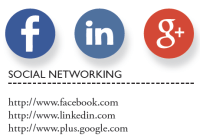 f in g+
SOCIAL NETWORKING
http://www.facebook.com
http://www.linkedin.com
http://www.plus.google.com